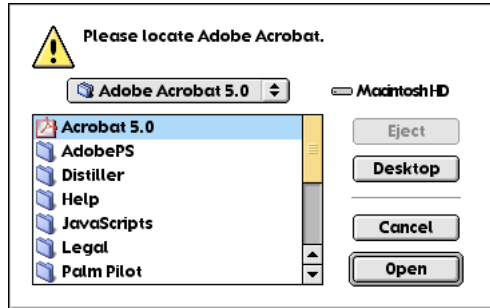 Please locate Adobe Acrobat.
Adobe Acrobat 5.0
Macintosh HD
Acrobat 5.0
AdobePS
Distiller
Help
JavaScripts
Legal
Palm Pilot
Eject
Desktop
Cancel
Open